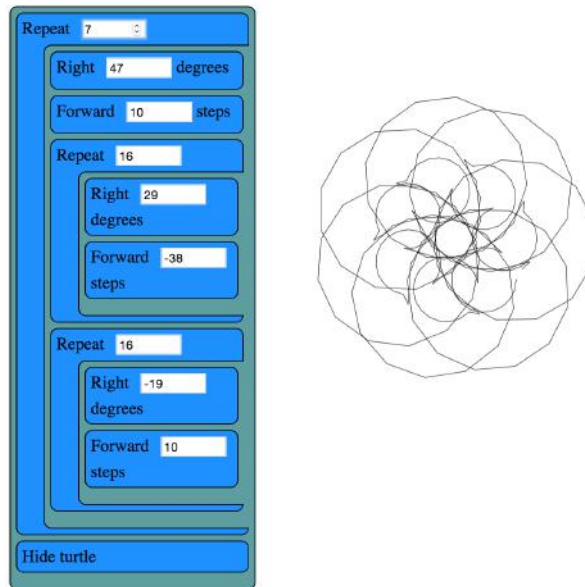 Repeat 7
Right 47 degrees
Forward 10 steps
Repeat 16
Right 29
degrees
Forward -38
steps
Repeat 16
Right -19
degrees
Forward 10
steps
Hide turtle